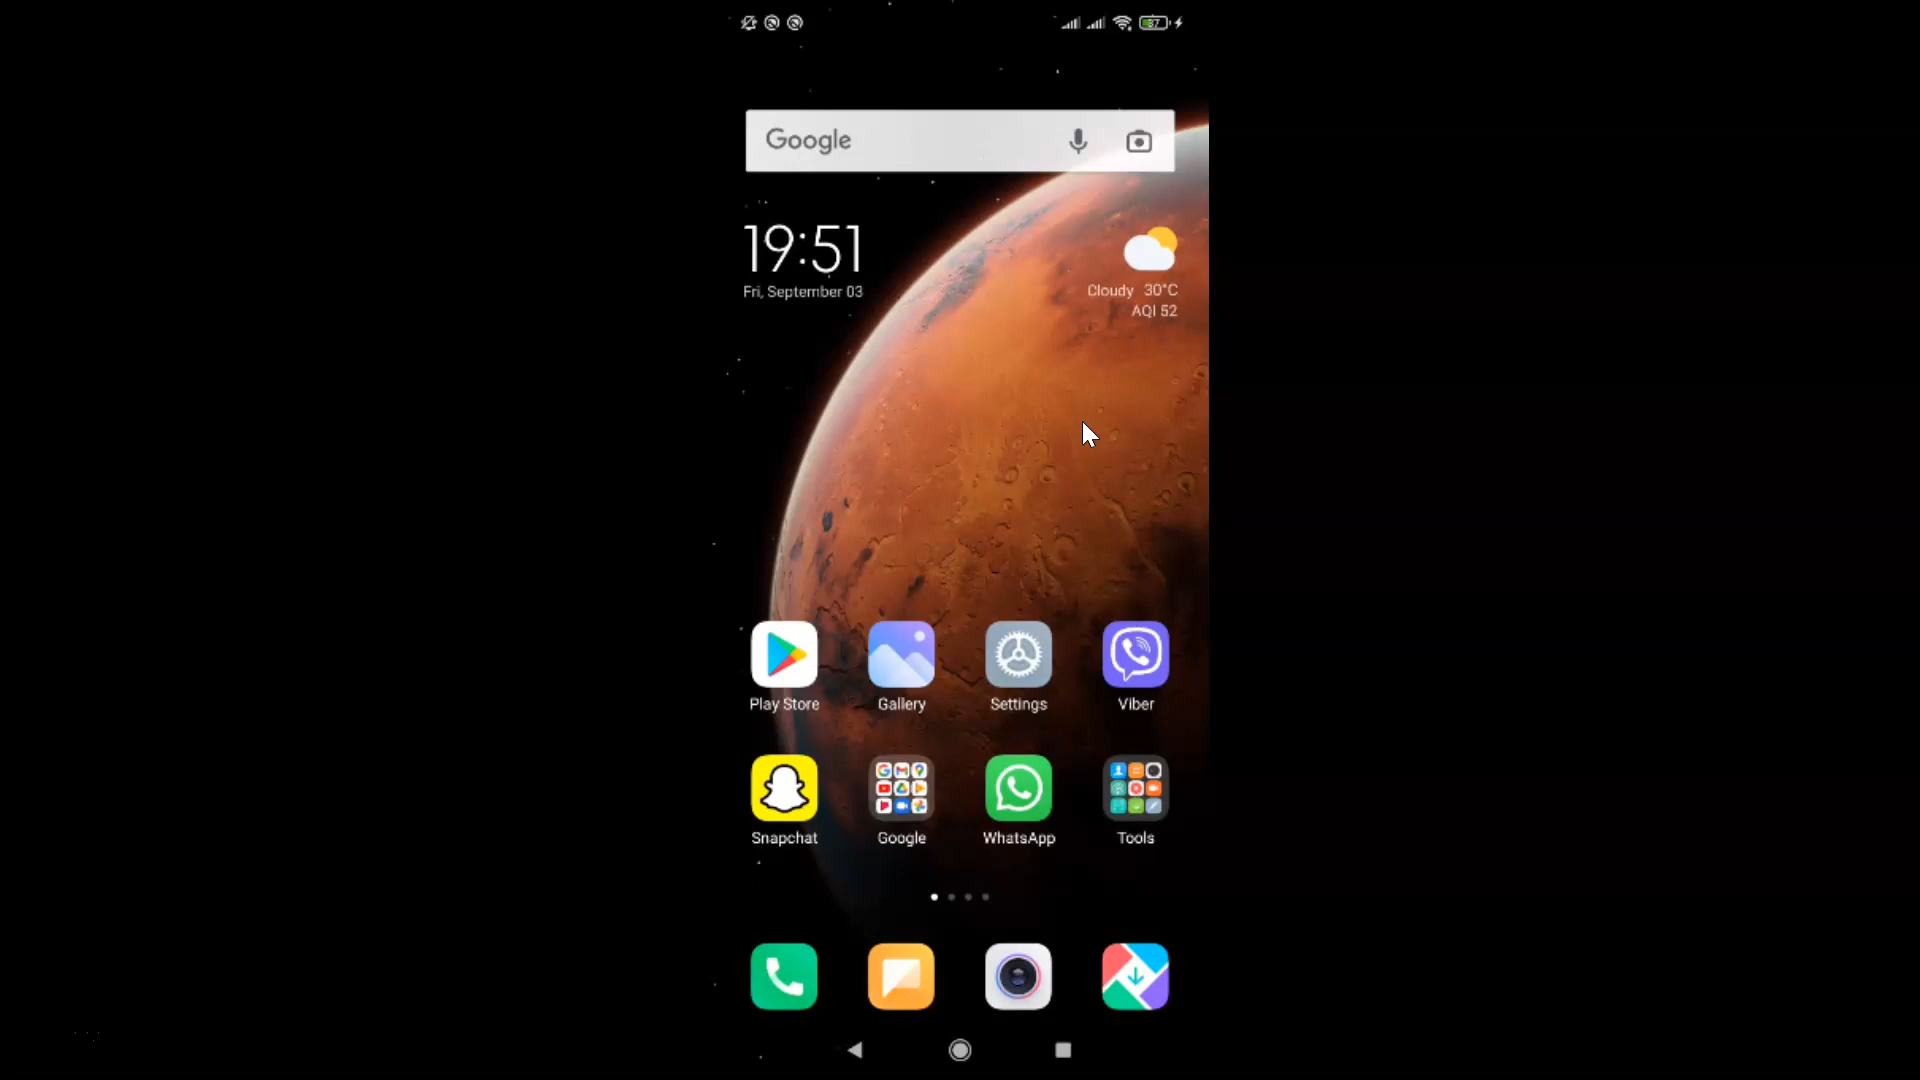 87
Google
19:51
Fri, September 03
Cloudy 30°C
AQI 52
Play Store
Gallery
Settings
Viber
Snapchat
Google
WhatsApp
Tools